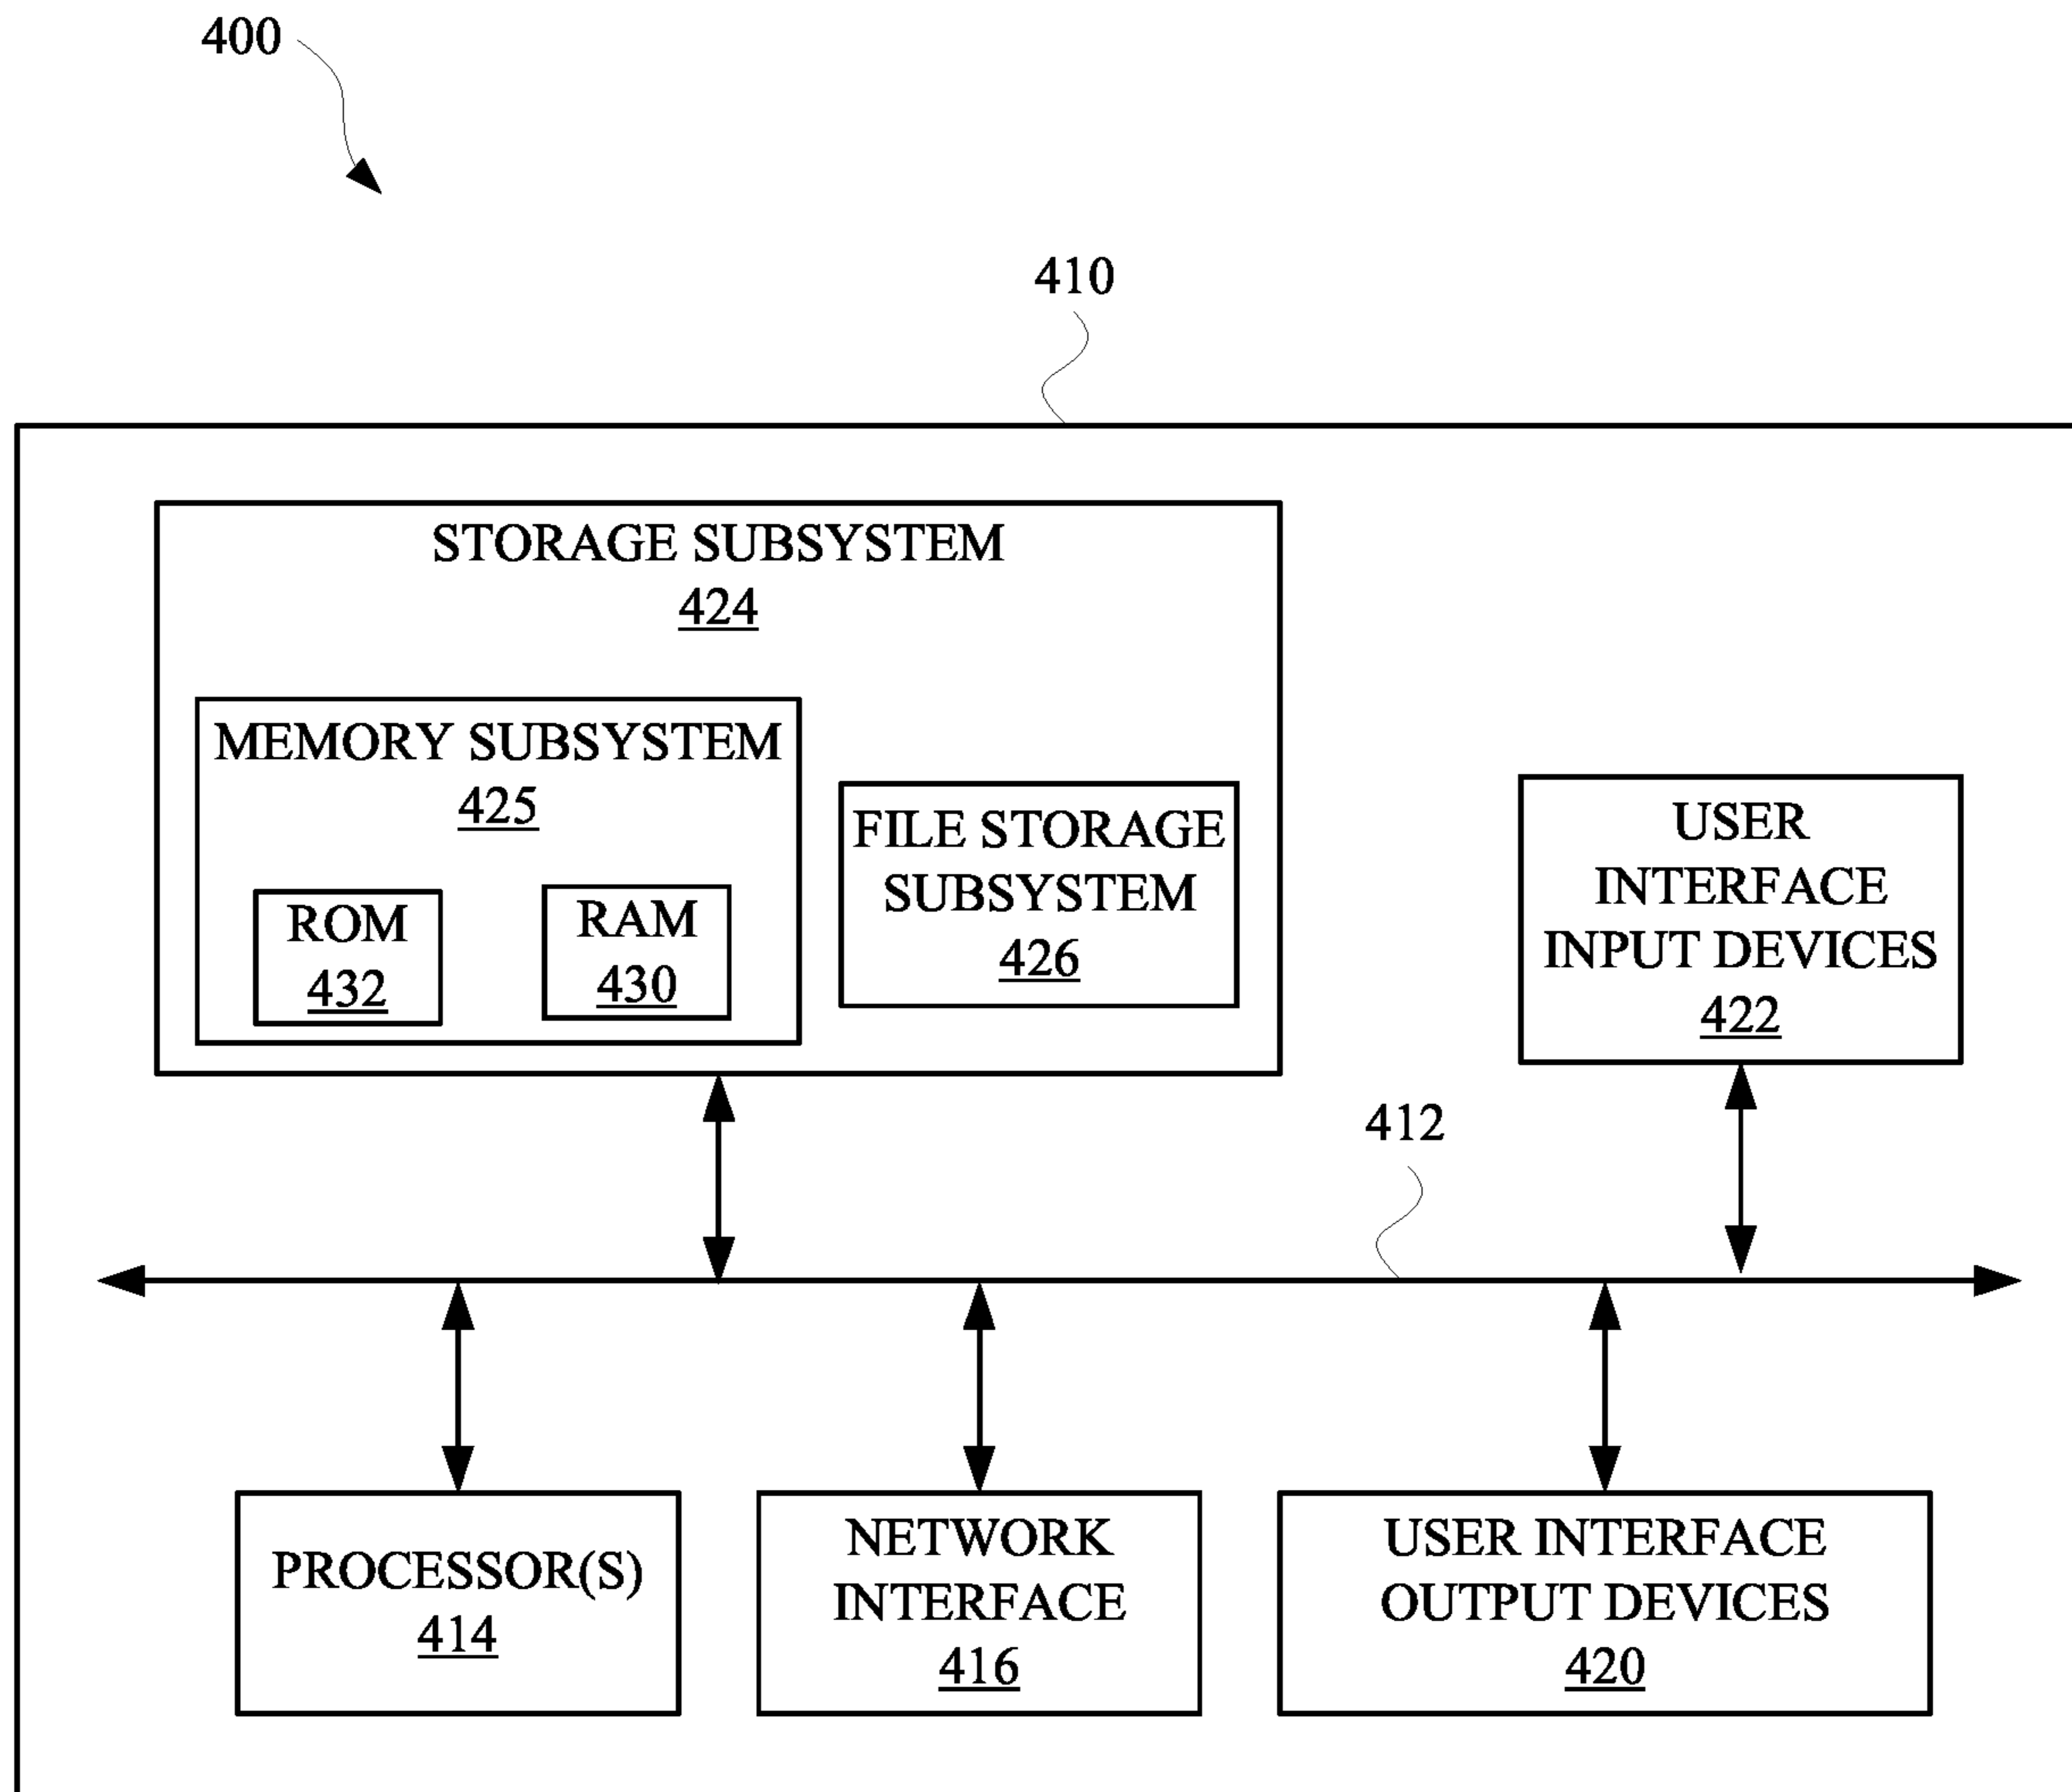 400
410
STORAGE SUBSYSTEM
424
MEMORY SUBSYSTEM
425
ROM
432
RAM
430
FILE STORAGE
SUBSYSTEM
426
USER
INTERFACE
INPUT DEVICES
422
412
PROCESSOR(S)
414
NETWORK
INTERFACE
416
USER INTERFACE
OUTPUT DEVICES
420